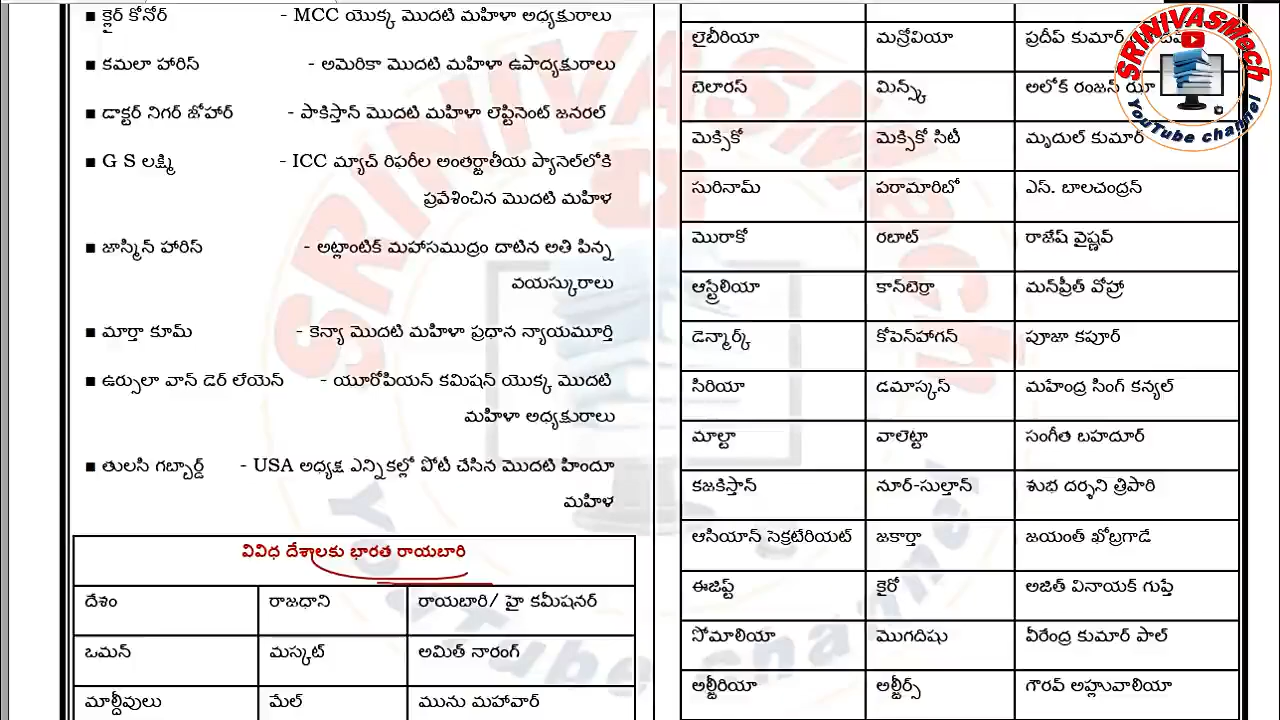 ■ క్లైర్ కోనోర్ - MCC యొక్క మొదటి మహిళా అధ్యక్షురాలు
■ కమలా హారిస్ - అమెరికా మొదటి మహిళా ఉపాద్యక్షురాలు
■ డాక్టర్ నిగర్ జోహార్ - పాకిస్తాన్ మొదటి మహిళా లెఫ్టినెంట్ జనరల్
■ G S లక్ష్మి - ICC మ్యాచ్ రిఫరీల అంతర్జాతీయ ప్యానెల్‌లోకి
ప్రవేశించిన మొదటి మహిళ
■ జాస్మిన్ హారిస్ - అట్లాంటిక్ మహాసముద్రం దాటిన అతి పిన్న
వయస్కురాలు
■ మార్తా కూమ్ - కెన్యా మొదటి మహిళా ప్రధాన న్యాయమూర్తి
■ ఉర్సులా వాన్ డెర్ లేయెన్ - యూరోపియన్ కమిషన్ యొక్క మొదటి
మహిళా అధ్యక్షురాలు
■ తులసి గబ్బార్డ్ - USA అధ్యక్ష ఎన్నికల్లో పోటీ చేసిన మొదటి హిందూ
మహిళ
వివిధ దేశాలకు భారత రాయబారి
దేశం రాజధాని రాయబారి/ హై కమీషనర్
ఒమన్ మస్కట్ అమిత్ నారంగ్
మాల్దీవులు మేల్ మును మహావార్
లైబీరియా మన్రోవియా ప్రదీప్ కుమార్
బెలారస్ మిన్స్క్ అలోక్ రంజన్
మెక్సికో మెక్సికో సిటీ మృదుల్ కుమార్
సురినామ్ పరామారిబో ఎస్. బాలచంద్రన్
మొరాకో రబాట్ రాజేష్ వైష్ణవ్
ఆస్ట్రేలియా కాన్‌బెర్రా మన్‌ప్రీత్ వోహ్రా
డెన్మార్క్ కోపెన్‌హాగన్ పూజా కపూర్
సిరియా డమాస్కస్ మహేంద్ర సింగ్ కన్యల్
మాల్టా వాలెట్టా సంగీత బహదూర్
కజకిస్తాన్ నూర్-సుల్తాన్ శుభ దర్శని త్రిపారి
ఆసియాన్ సెక్రటేరియట్ జకార్తా జయంత్ ఖోబ్రగాడే
ఈజిప్ట్ కైరో అజిత్ వినాయక్ గుప్తే
సోమాలియా మొగదిషు వీరేంద్ర కుమార్ పాల్
అల్జీరియా అల్జీర్స్ గౌరవ్ అహ్లువాలియా
SRINIVASMech
YouTube channel